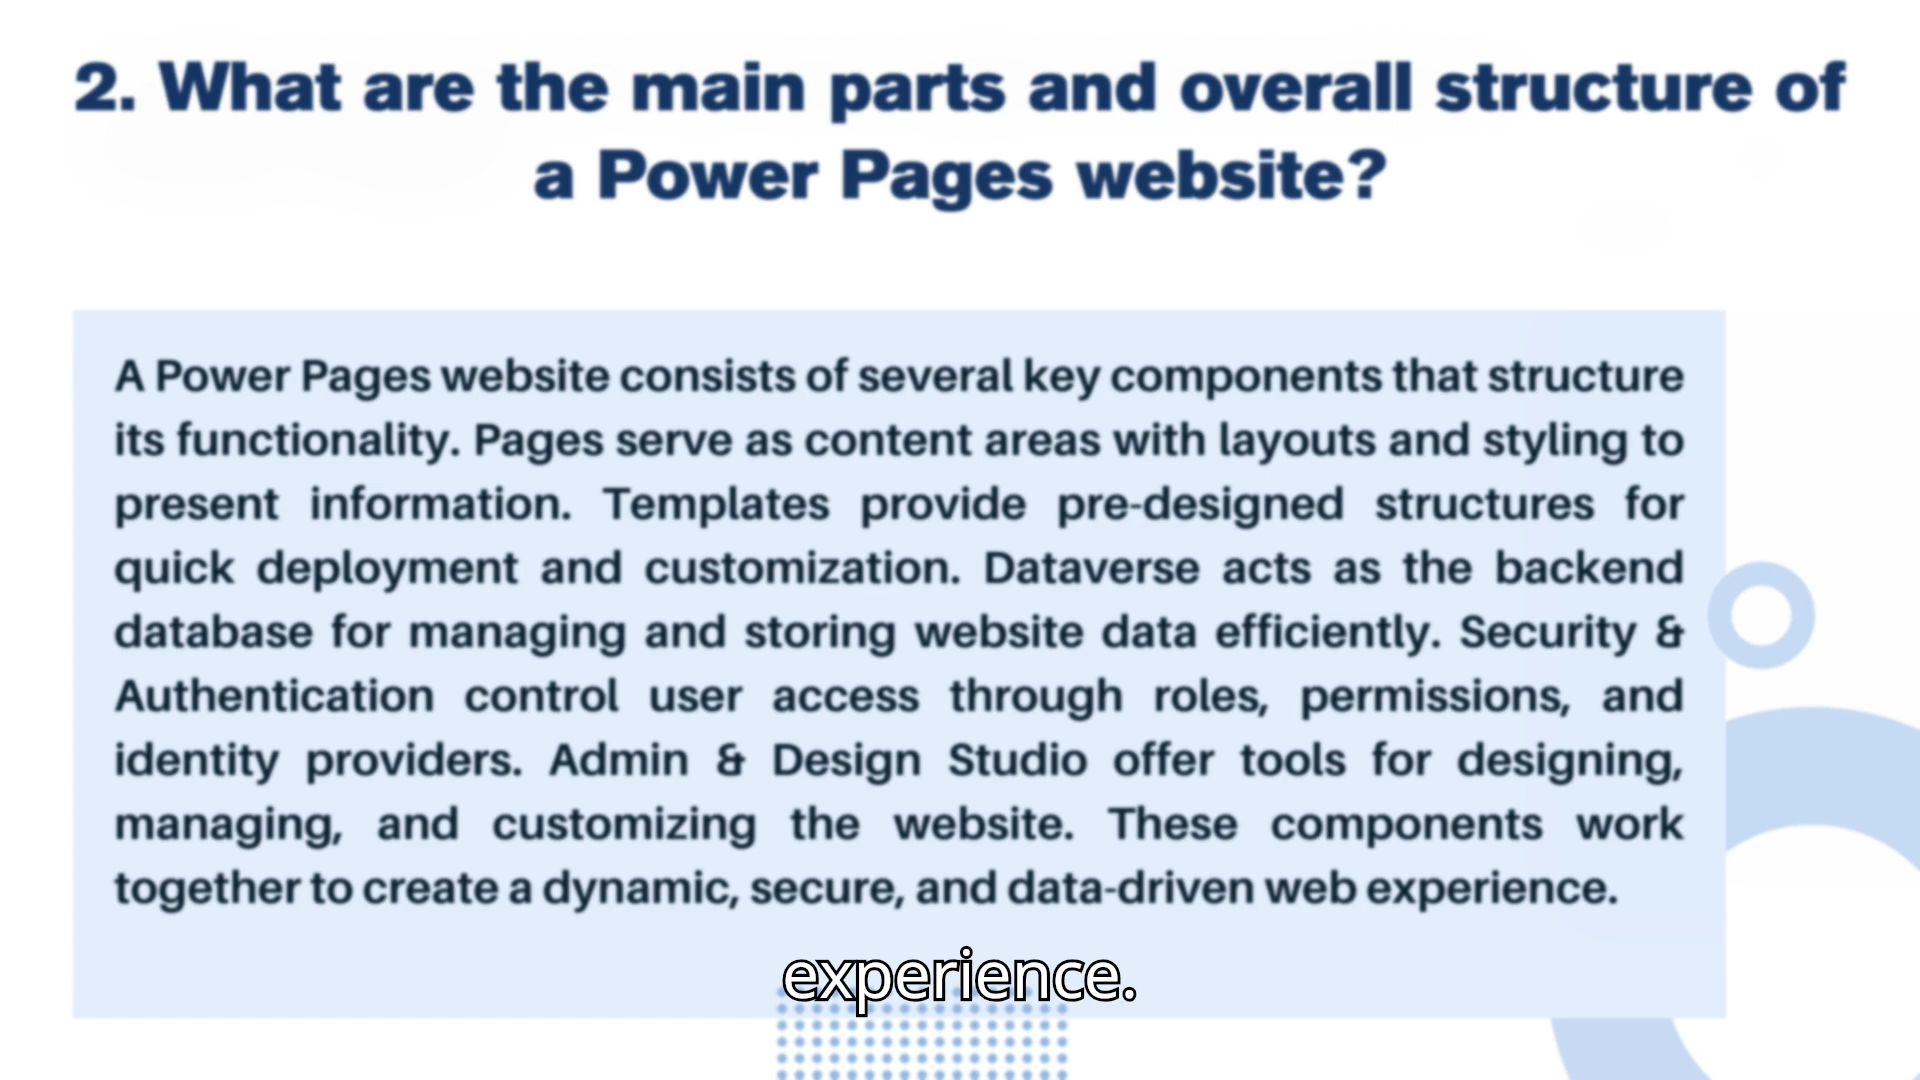 2. What are the main parts and overall structure of
a Power Pages website?
A Power Pages website consists of several key components that structure
its functionality. Pages serve as content areas with layouts and styling to
present information. Templates provide pre-designed structures for
quick deployment and customization. Dataverse acts as the backend
database for managing and storing website data efficiently. Security &
Authentication control user access through roles, permissions, and
identity providers. Admin & Design Studio offer tools for designing,
managing, and customizing the website. These components work
together to create a dynamic, secure, and data-driven web experience.
experience.